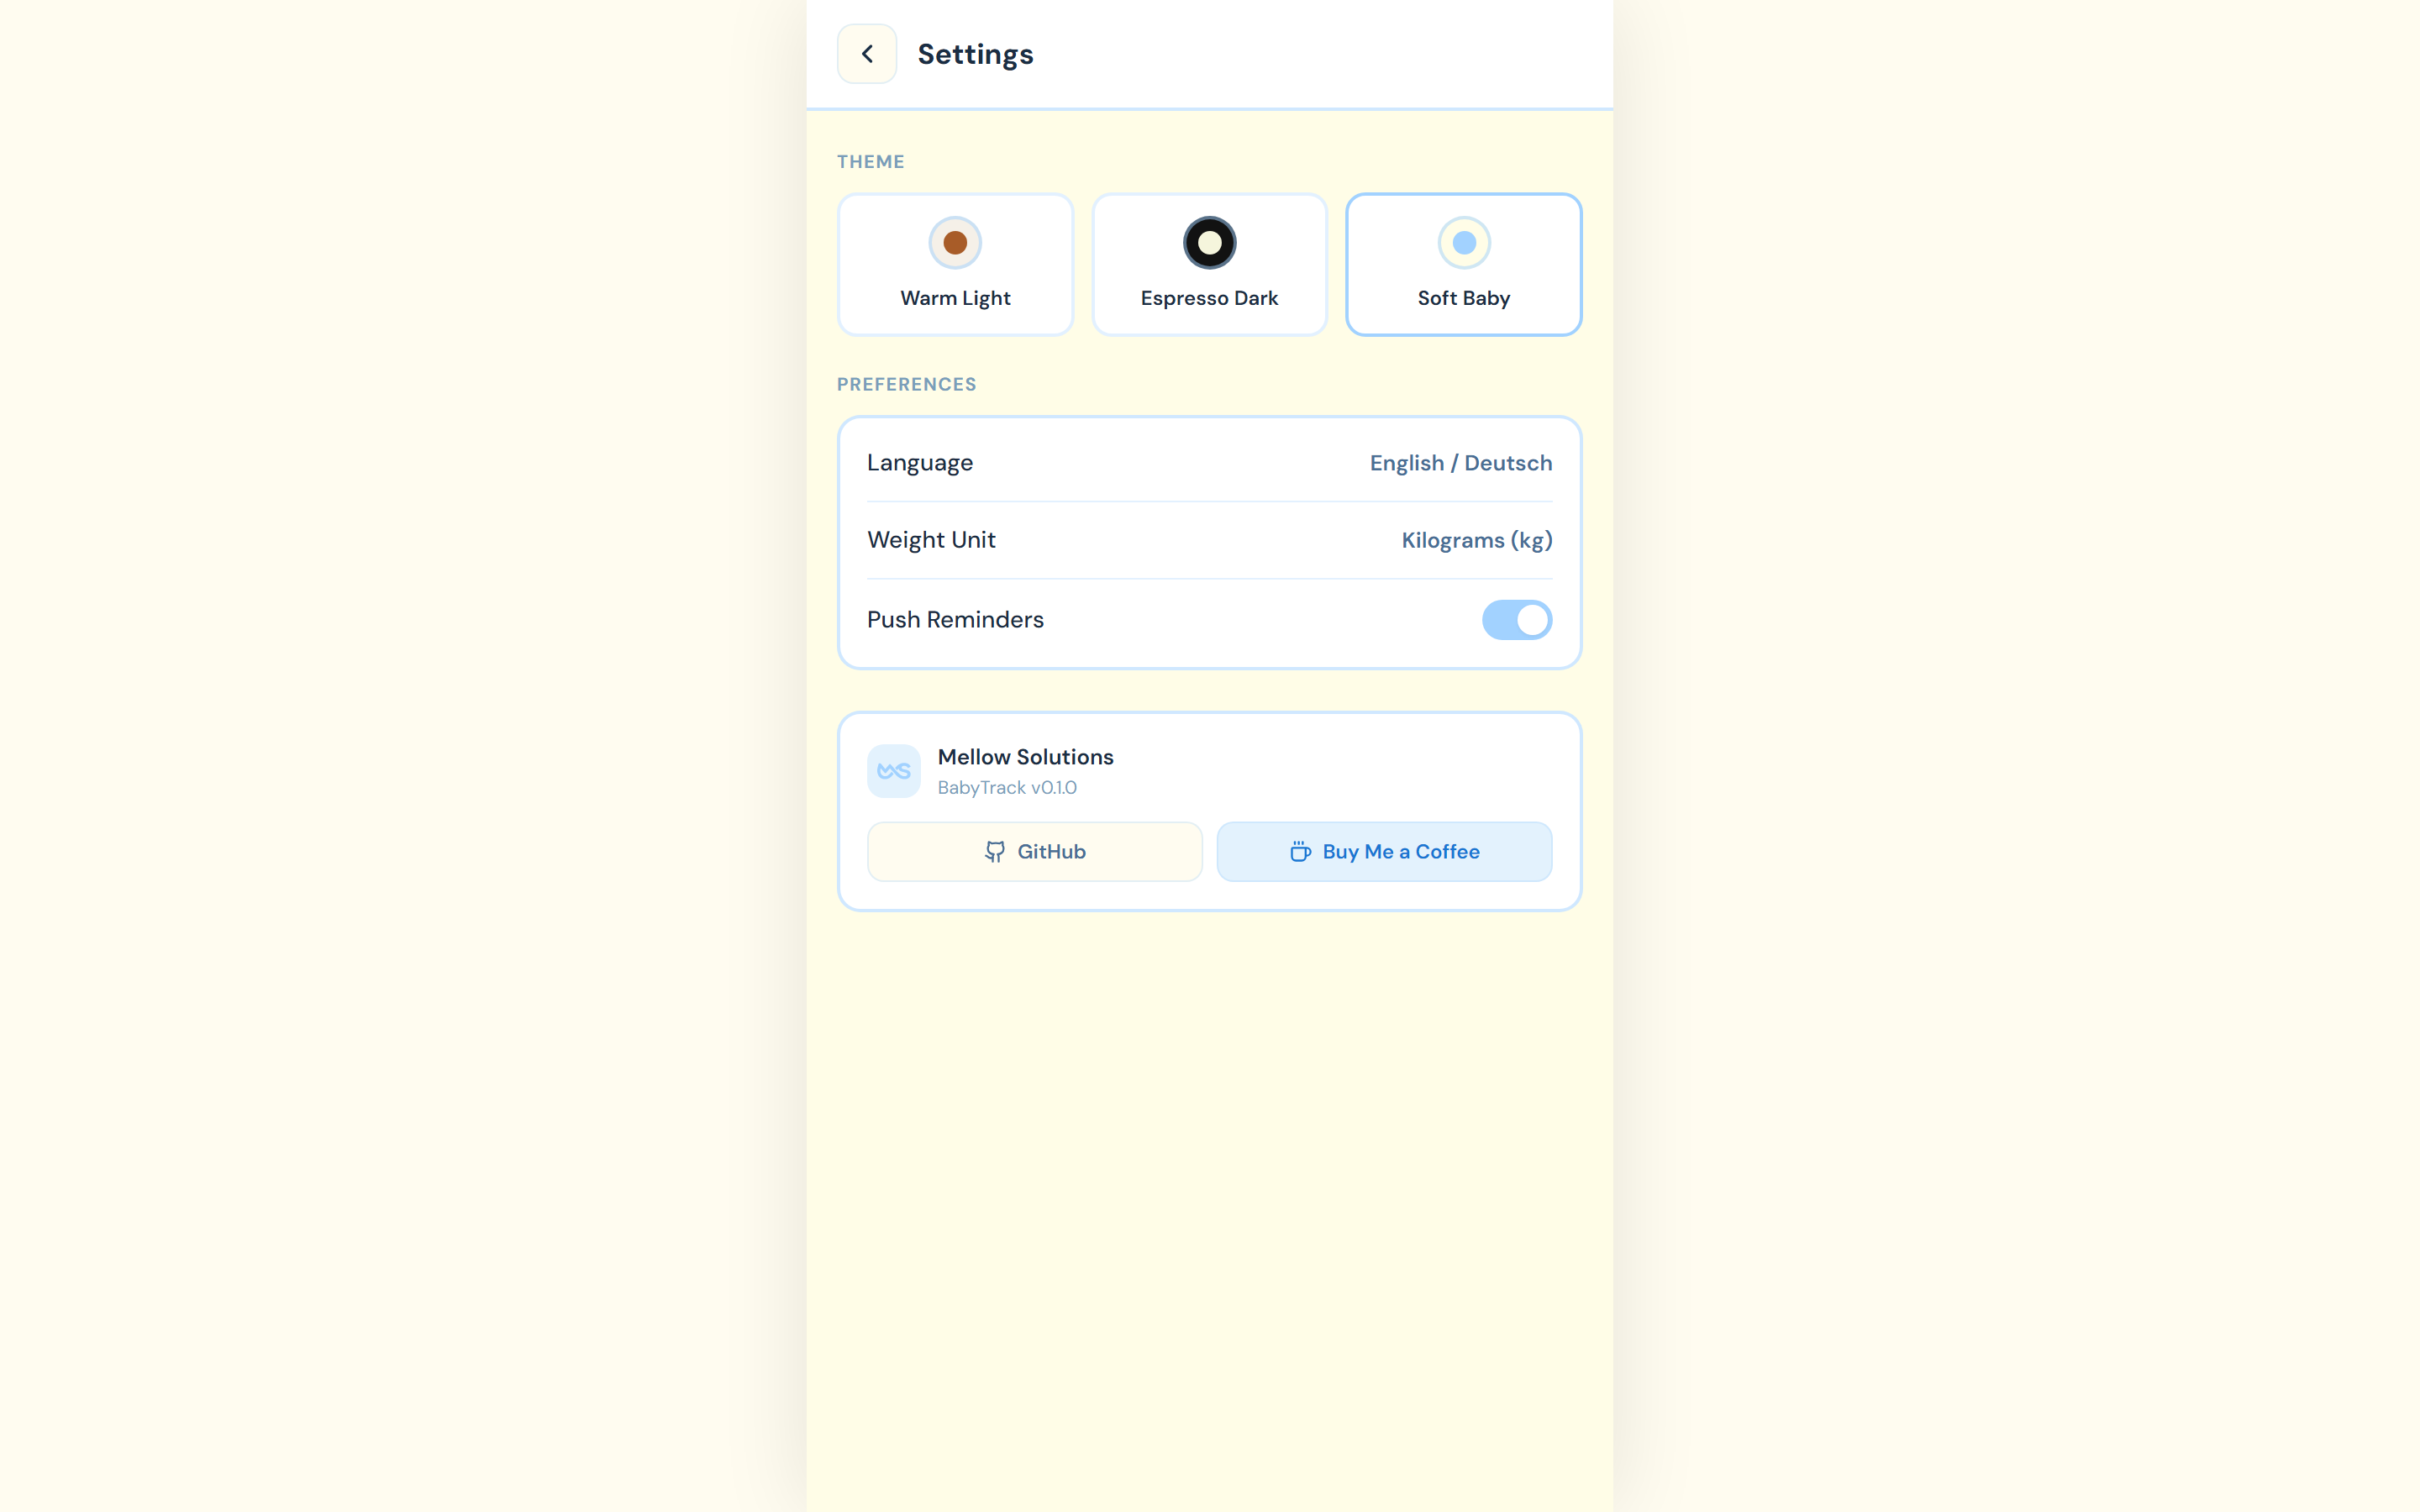 Settings
THEME
Warm Light
Espresso Dark
Soft Baby
PREFERENCES
Language
English / Deutsch
Weight Unit
Kilograms (kg)
Push Reminders
Mellow Solutions
BabyTrack v0.1.0
GitHub
Buy Me a Coffee